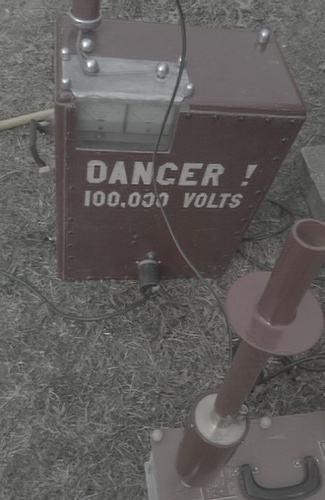 DANGER !
100,000 VOLTS